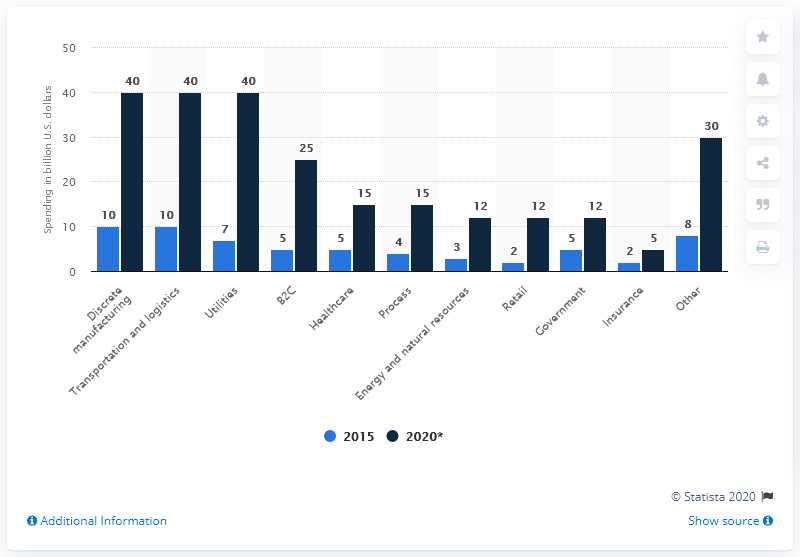 Spending in billion U.S. dollars
50
40
30
20
10
0
10
40
10
40
7
40
5
25
5
15
4
15
3
12
2
12
5
12
2
5
8
30
Discrete
manufacturing
Transportation and logistics
Utilities
B2C
Healthcare
Process
Energy and natural resources
Retail
Government
Insurance
Other
2015
2020*
© Statista 2020
Additional Information
Show source